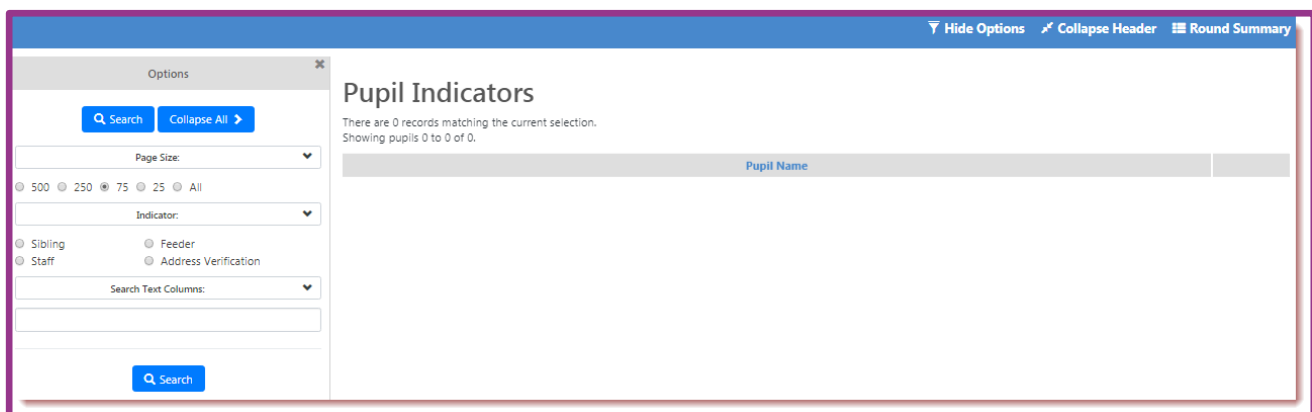 Hide Options Collapse Header Round Summary
Options
Search Collapse All
Page Size:
500 250 75 25 All
Indicator:
Sibling Feeder
Staff Address Verification
Search Text Columns:
Search
Pupil Indicators
There are 0 records matching the current selection.
Showing pupils 0 to 0 of 0.
Pupil Name